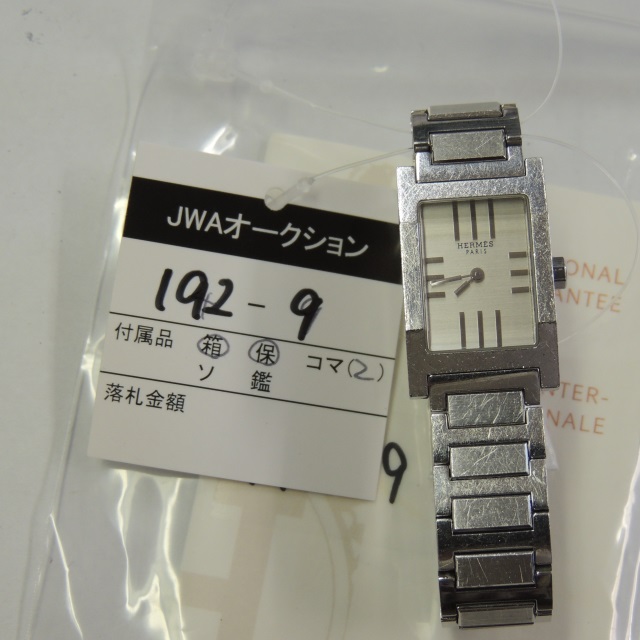 JWAオークション
192-9
付属品 箱 保 コマ(2)
ソ 鑑
落札金額
9
HERMES
PARIS
ONAL
ANTEE
INTER-
ONALE